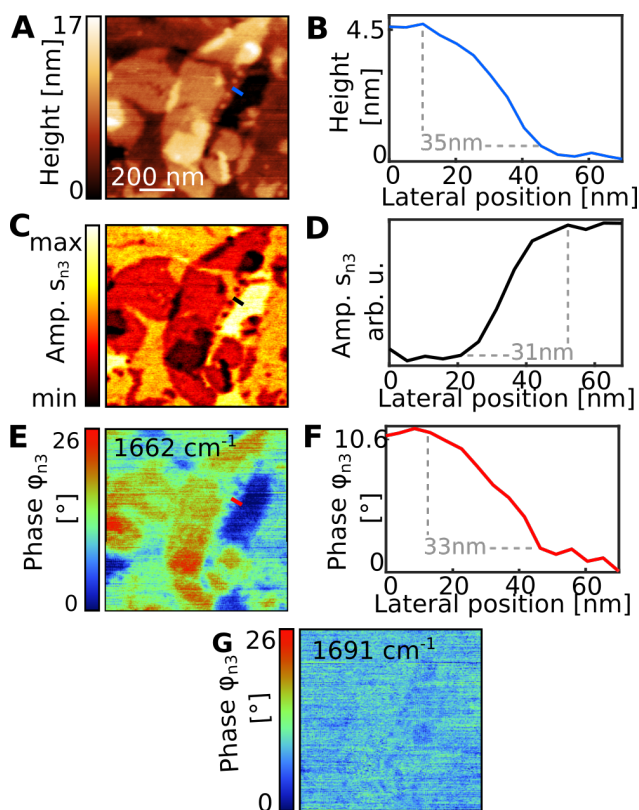 A
17
Height [nm]
0
200 nm
B
4.5
Height
[nm]
0
35nm
0 20 40 60
Lateral position [nm]
C
max
Amp. sn3
min
D
Amp. sn3
arb. u.
31nm
0 20 40 60
E
26
Phase φn3
[°]
0
1662 cm-1
F
10.6
Phase φn3
[°]
0
33nm
0 20 40 60
Lateral position [nm]
G
26
Phase φn3
[°]
0
1691 cm-1